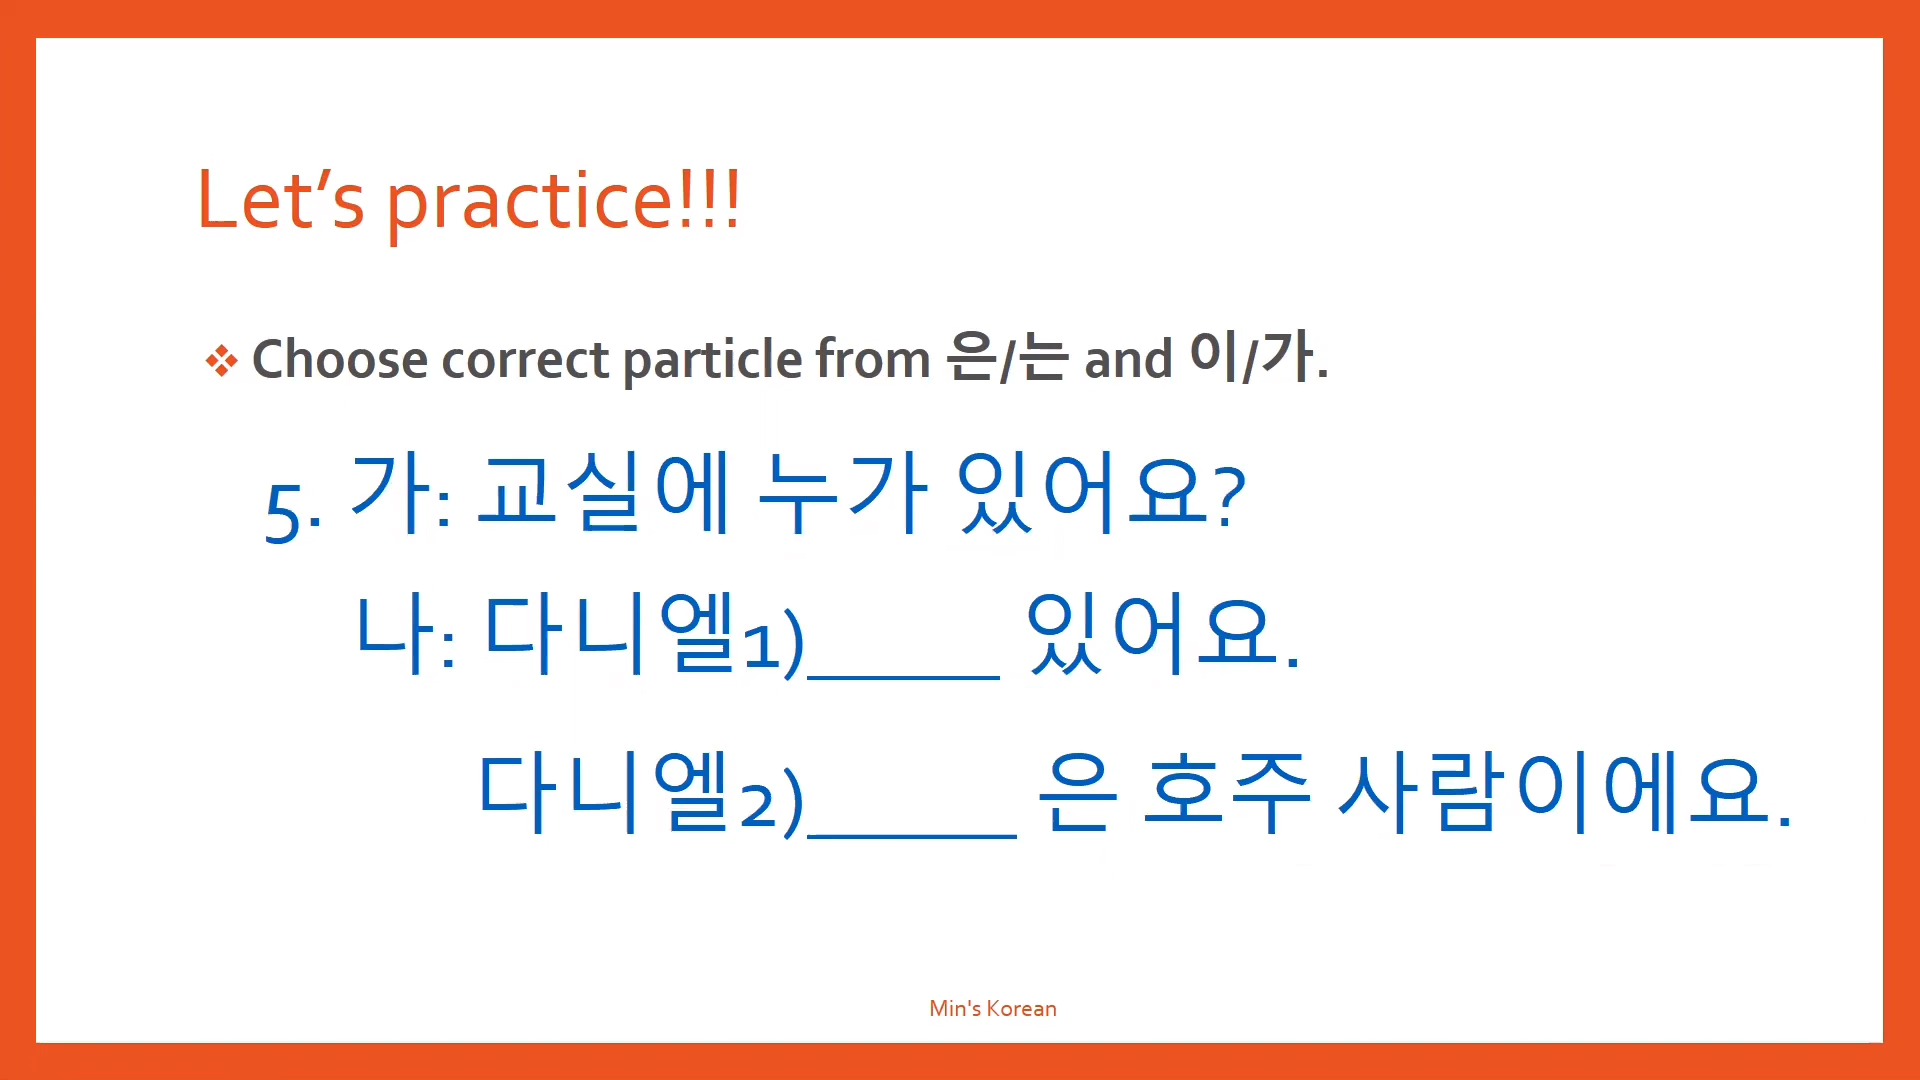 Let’s practice!!!
❖ Choose correct particle from 은/는 and 이/가.
5. 가: 교실에 누가 있어요?
나: 다니엘1)_____ 있어요.
다니엘2)_____ 은 호주 사람이에요.
Min's Korean